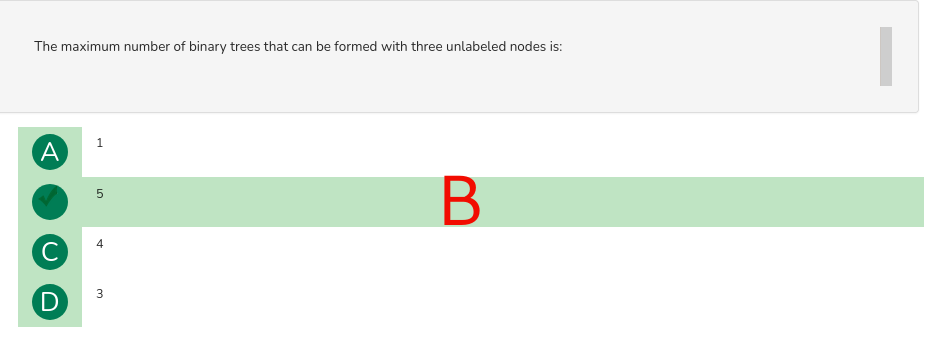 The maximum number of binary trees that can be formed with three unlabeled nodes is:
A 1
5 B
C 4
D 3